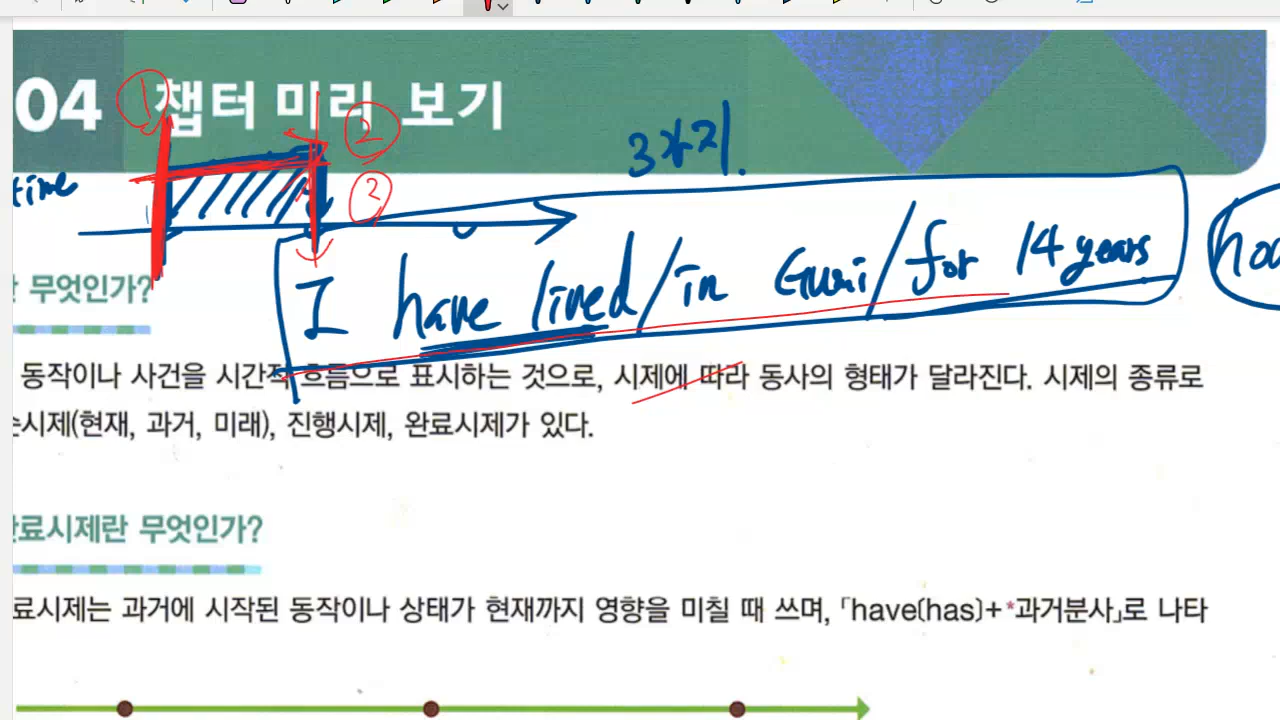 04 챕터 미리 보기
① ② ②
3가지.
time
I have lived / in Guri / for 14 years
무엇인가?
동작이나 사건을 시간적 흐름으로 표시하는 것으로, 시제에 따라 동사의 형태가 달라진다. 시제의 종류로
순시제(현재, 과거, 미래), 진행시제, 완료시제가 있다.
완료시제란 무엇인가?
료시제는 과거에 시작된 동작이나 상태가 현재까지 영향을 미칠 때 쓰며, 「have(has)+*과거분사」로 나타